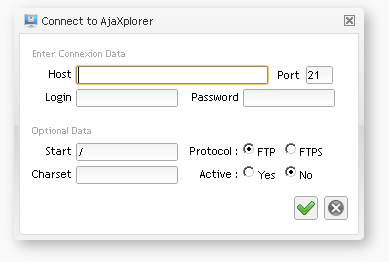 Connect to AjaXplorer
Enter Connexion Data
Host Port 21
Login Password
Optional Data
Start / Protocol : FTP FTPS
Charset Active : Yes No